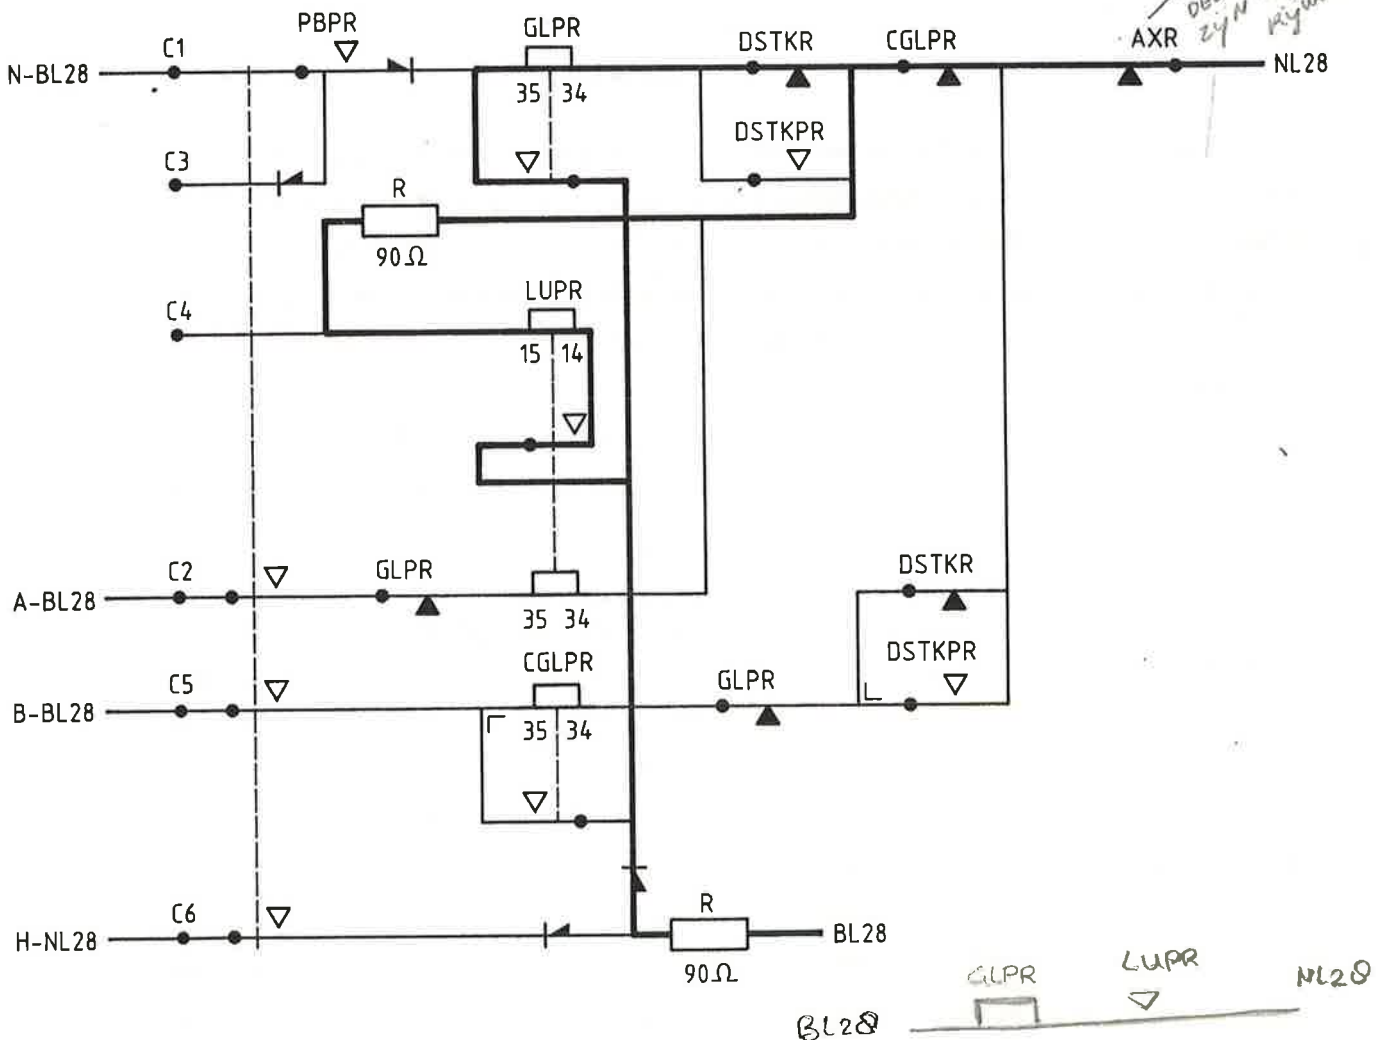 PBPR
GLPR
C1
DSTKR
CGLPR
AXR
N-BL28
NL28
35
34
DSTKPR
C3
R
90Ω
LUPR
C4
15
14
DSTKR
C2
GLPR
A-BL28
35
34
CGLPR
DSTKPR
C5
GLPR
B-BL28
35
34
C6
R
H-NL28
BL28
90Ω
GLPR
LUPR
NL28
BL28